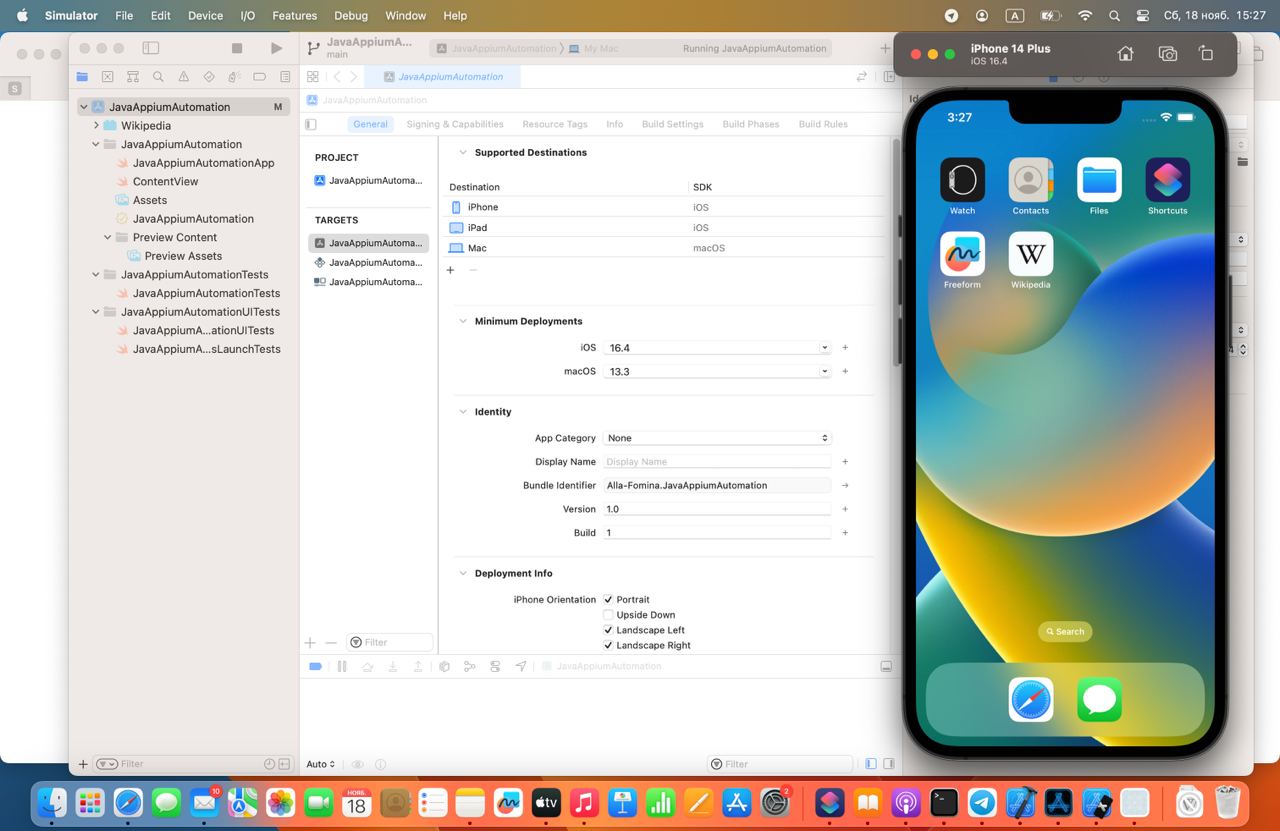 Simulator File Edit Device I/O Features Debug Window Help A Сб, 18 нояб. 15:27
JavaAppiumA...
main
JavaAppiumAutomation My Mac
Running JavaAppiumAutomation
iPhone 14 Plus
iOS 16.4
S
JavaAppiumAutomation
JavaAppiumAutomation
General Signing & Capabilities Resource Tags Info Build Settings Build Phases Build Rules
JavaAppiumAutomation M
Wikipedia
JavaAppiumAutomation
JavaAppiumAutomationApp
ContentView
Assets
JavaAppiumAutomation
Preview Content
Preview Assets
JavaAppiumAutomationTests
JavaAppiumAutomationTests
JavaAppiumAutomationUITests
JavaAppiumA...ationUITests
JavaAppiumA...sLaunchTests
Filter
PROJECT
JavaAppiumAutoma...
TARGETS
JavaAppiumAutoma...
JavaAppiumAutoma...
JavaAppiumAutoma...
Filter
Supported Destinations
Destination SDK
iPhone iOS
iPad iOS
Mac macOS
Minimum Deployments
iOS 16.4
macOS 13.3
Identity
App Category None
Display Name Display Name
Bundle Identifier Alla-Fomina.JavaAppiumAutomation
Version 1.0
Build 1
Deployment Info
iPhone Orientation Portrait
Upside Down
Landscape Left
Landscape Right
JavaAppiumAutomation
Auto
Filter
3:27
Watch Contacts Files Shortcuts
W
Freeform Wikipedia
Search
10
НОЯБ.
18
tv
2